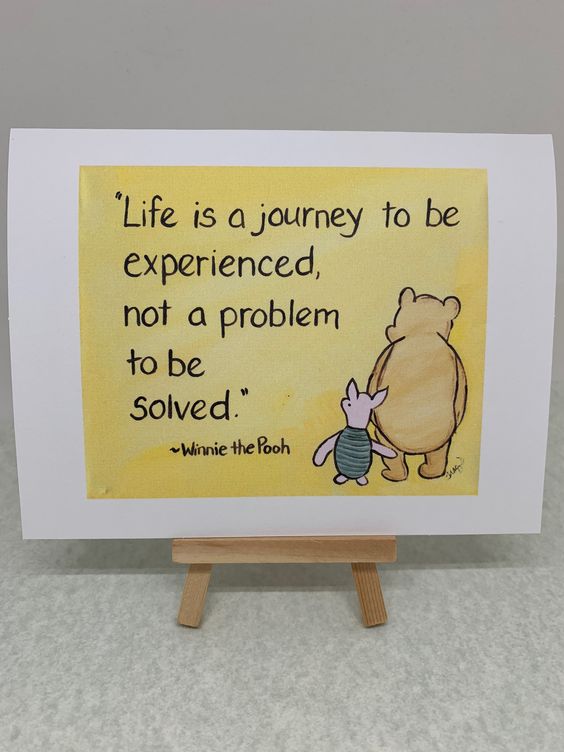 "Life is a journey to be
experienced,
not a problem
to be
solved."
~Winnie the Pooh